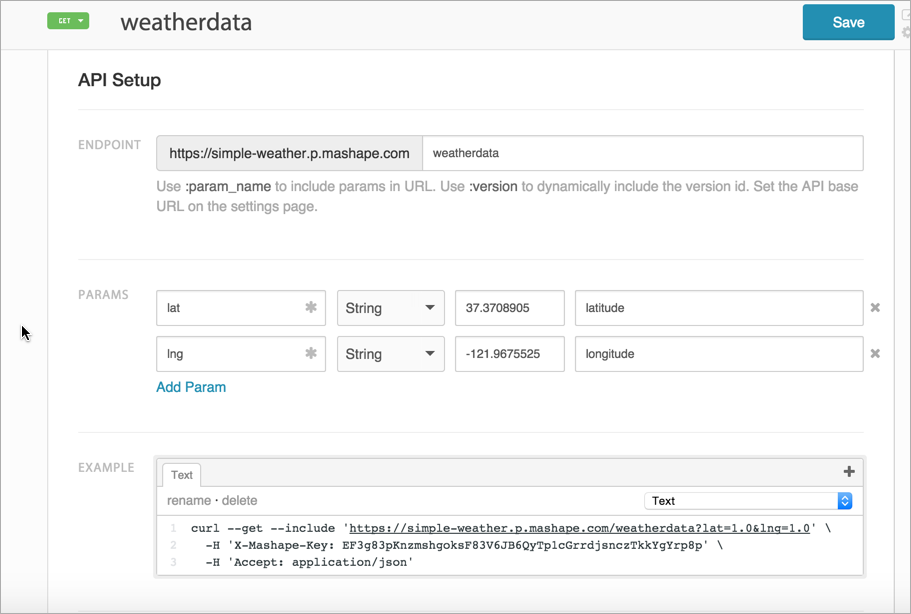 GET weatherdata Save
API Setup
ENDPOINT https://simple-weather.p.mashape.com weatherdata
Use :param_name to include params in URL. Use :version to dynamically include the version id. Set the API base
URL on the settings page.
PARAMS lat * String 37.3708905 latitude
lng * String -121.9675525 longitude
Add Param
EXAMPLE Text
rename · delete Text
1 curl --get --include 'https://simple-weather.p.mashape.com/weatherdata?lat=1.0&lng=1.0' \
2 -H 'X-Mashape-Key: EF3g83pKnzmshgoksF83V6JB6QyTp1cGrrdjsnczTkkYgYrp8p' \
3 -H 'Accept: application/json'